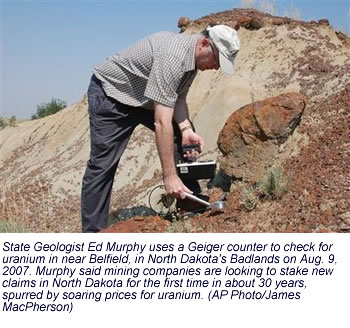 State Geologist Ed Murphy uses a Geiger counter to check for
uranium in near Belfield, in North Dakota's Badlands on Aug. 9,
2007. Murphy said mining companies are looking to stake new
claims in North Dakota for the first time in about 30 years,
spurred by soaring prices for uranium. (AP Photo/James
MacPherson)